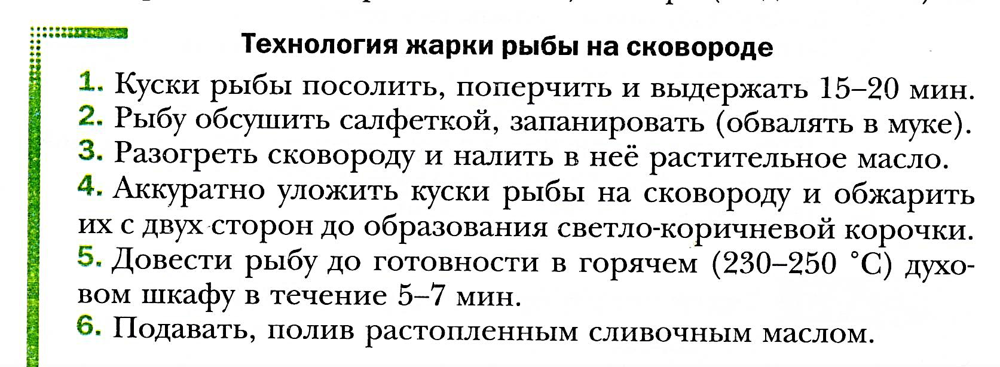 Технология жарки рыбы на сковороде
1. Куски рыбы посолить, поперчить и выдержать 15–20 мин.
2. Рыбу обсушить салфеткой, запанировать (обвалять в муке).
3. Разогреть сковороду и налить в неё растительное масло.
4. Аккуратно уложить куски рыбы на сковороду и обжарить
их с двух сторон до образования светло-коричневой корочки.
5. Довести рыбу до готовности в горячем (230–250 °С) духо-
вом шкафу в течение 5–7 мин.
6. Подавать, полив растопленным сливочным маслом.